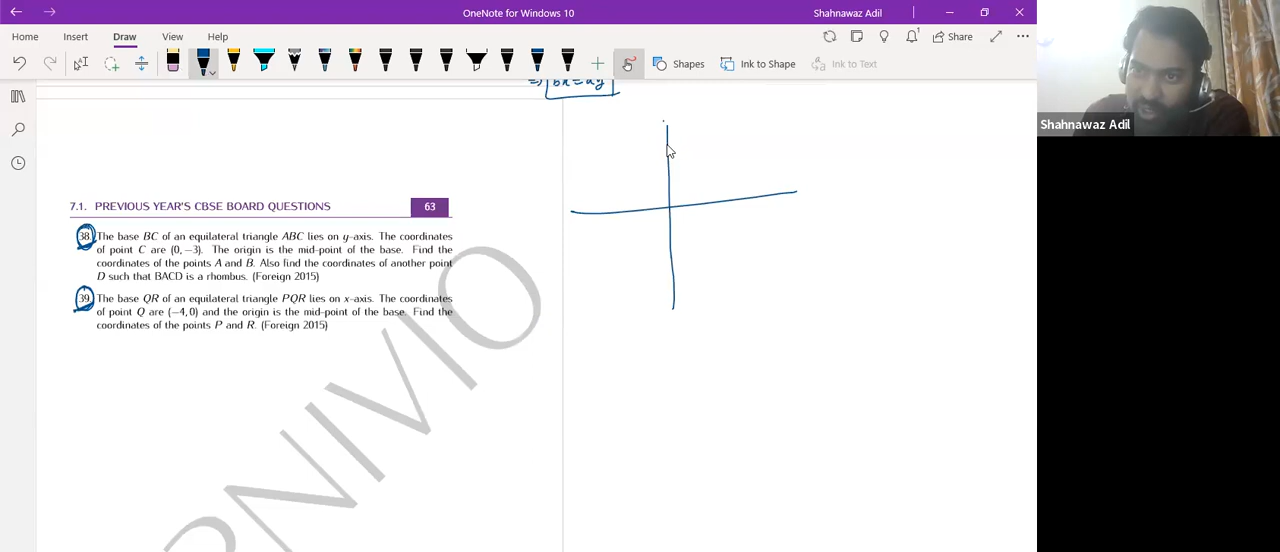 OneNote for Windows 10
Shahnawaz Adil
Home Insert Draw View Help
Share
Shapes
Ink to Shape
Ink to Text
⇒ bx = ay
Shahnawaz Adil
7.1. PREVIOUS YEAR'S CBSE BOARD QUESTIONS 63
38. The base BC of an equilateral triangle ABC lies on y-axis. The coordinates
of point C are (0, −3). The origin is the mid-point of the base. Find the
coordinates of the points A and B. Also find the coordinates of another point
D such that BACD is a rhombus. (Foreign 2015)
39. The base QR of an equilateral triangle PQR lies on x-axis. The coordinates
of point Q are (−4, 0) and the origin is the mid-point of the base. Find the
coordinates of the points P and R. (Foreign 2015)
RNIVIO